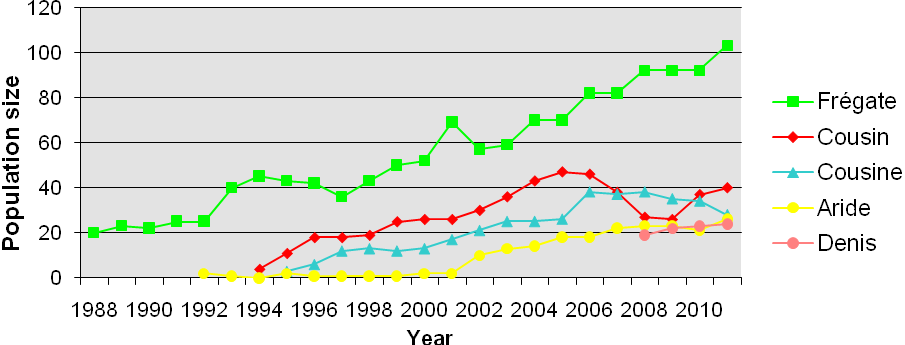 120
100
80
60
40
20
0
Population size
1988 1990 1992 1994 1996 1998 2000 2002 2004 2006 2008 2010
Year
Frégate
Cousin
Cousine
Aride
Denis